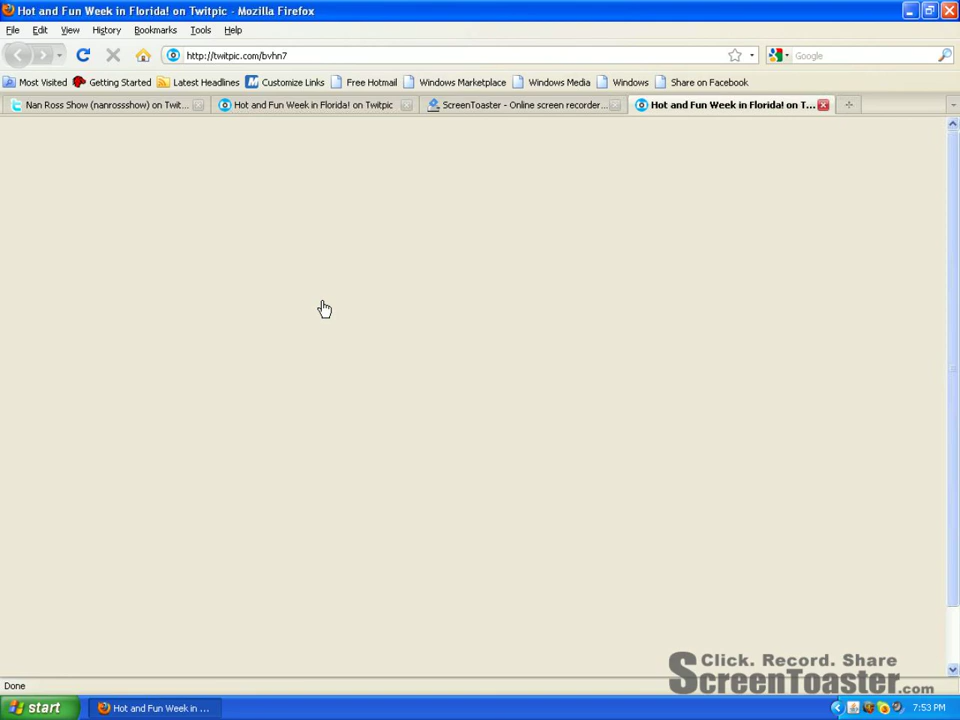 Hot and Fun Week in Florida! on Twitpic - Mozilla Firefox
File Edit View History Bookmarks Tools Help
http://twitpic.com/bvhn7 Google
Most Visited Getting Started Latest Headlines Customize Links Free Hotmail Windows Marketplace Windows Media Windows Share on Facebook
Nan Ross Show (nanrossshow) on Twit... Hot and Fun Week in Florida! on Twitpic ScreenToaster - Online screen recorder... Hot and Fun Week in Florida! on T...
Click. Record. Share
ScreenToaster.com
Done
start Hot and Fun Week in ... 7:53 PM